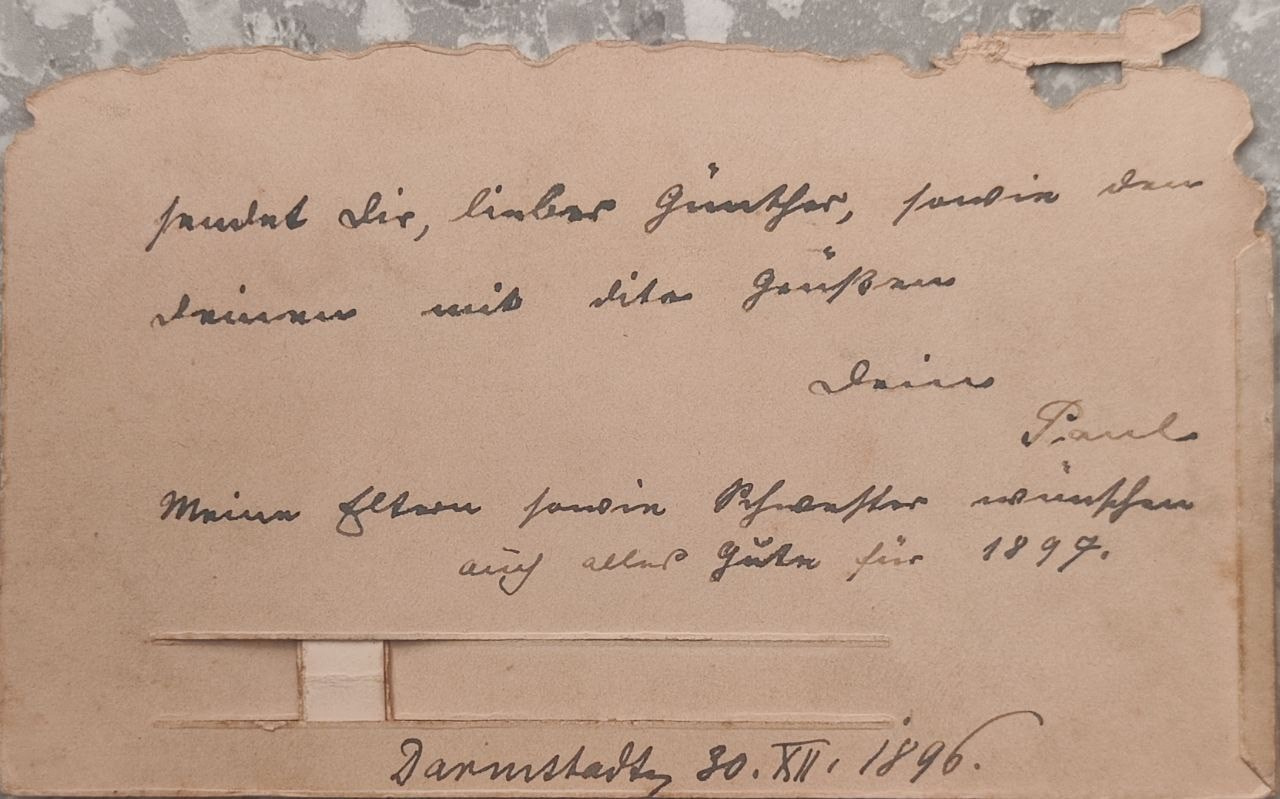 sendet Dir, lieber Günther, sowie den
Deinen mit dito Grüßen
Dein
Paul
Meine Eltern sowie Schwester wünschen
auch alles Gute für 1897.
Darmstadt, 30. XII. 1896.